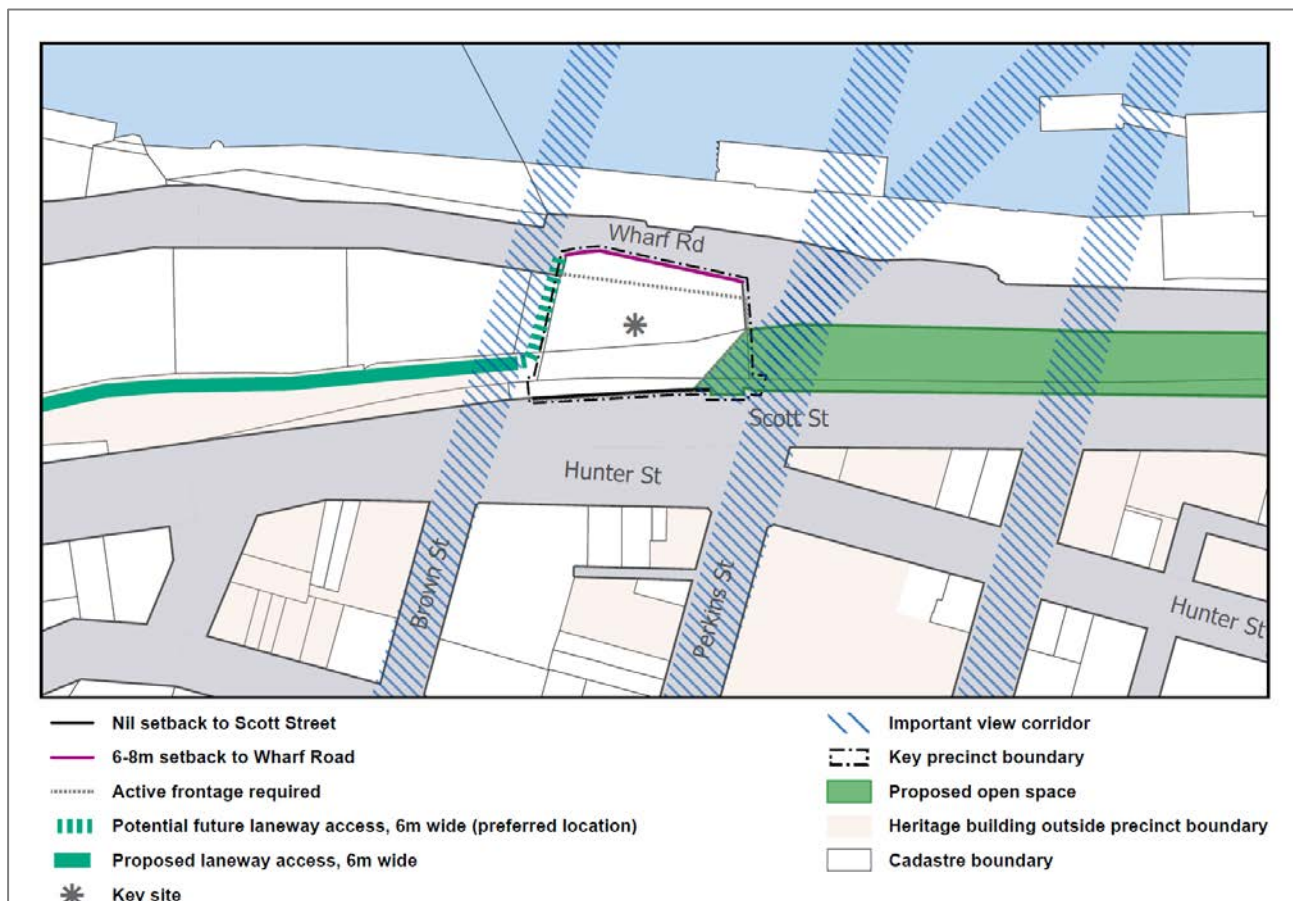 Wharf Rd
Scott St
Hunter St
Brown St
Perkins St
Hunter St
Nil setback to Scott Street
6-8m setback to Wharf Road
Active frontage required
Potential future laneway access, 6m wide (preferred location)
Proposed laneway access, 6m wide
Key site
Important view corridor
Key precinct boundary
Proposed open space
Heritage building outside precinct boundary
Cadastre boundary